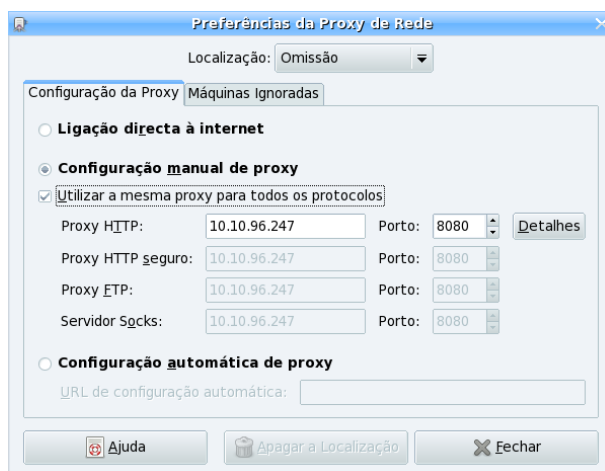 Preferências da Proxy de Rede
Localização: Omissão
Configuração da Proxy Máquinas Ignoradas
Ligação directa à internet
Configuração manual de proxy
Utilizar a mesma proxy para todos os protocolos
Proxy HTTP: 10.10.96.247 Porto: 8080 Detalhes
Proxy HTTP seguro: 10.10.96.247 Porto: 8080
Proxy FTP: 10.10.96.247 Porto: 8080
Servidor Socks: 10.10.96.247 Porto: 8080
Configuração automática de proxy
URL de configuração automática:
Ajuda Apagar a Localização Fechar